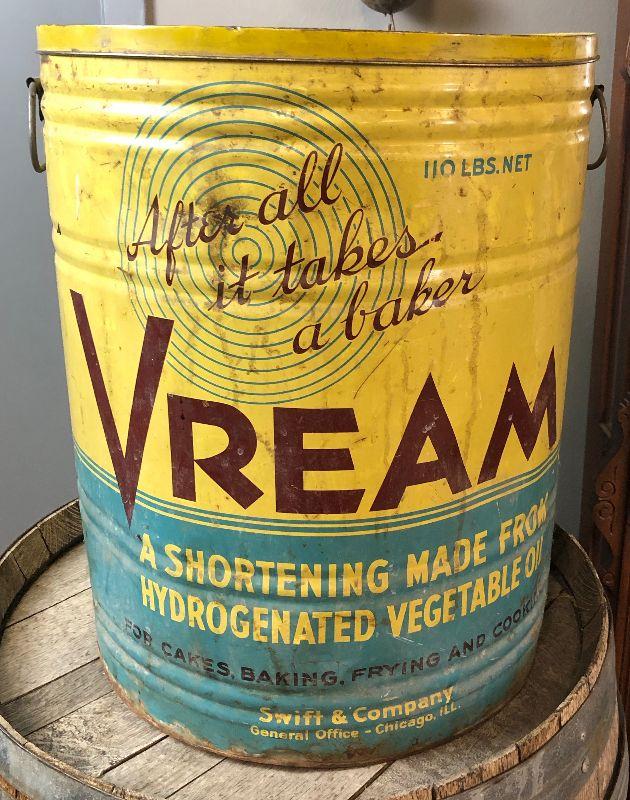 110 LBS. NET
After all
it takes
a baker
VREAM
A SHORTENING MADE FROM
HYDROGENATED VEGETABLE OIL
FOR CAKES, BAKING, FRYING AND
Swift & Company
General Office - Chicago, ILL.